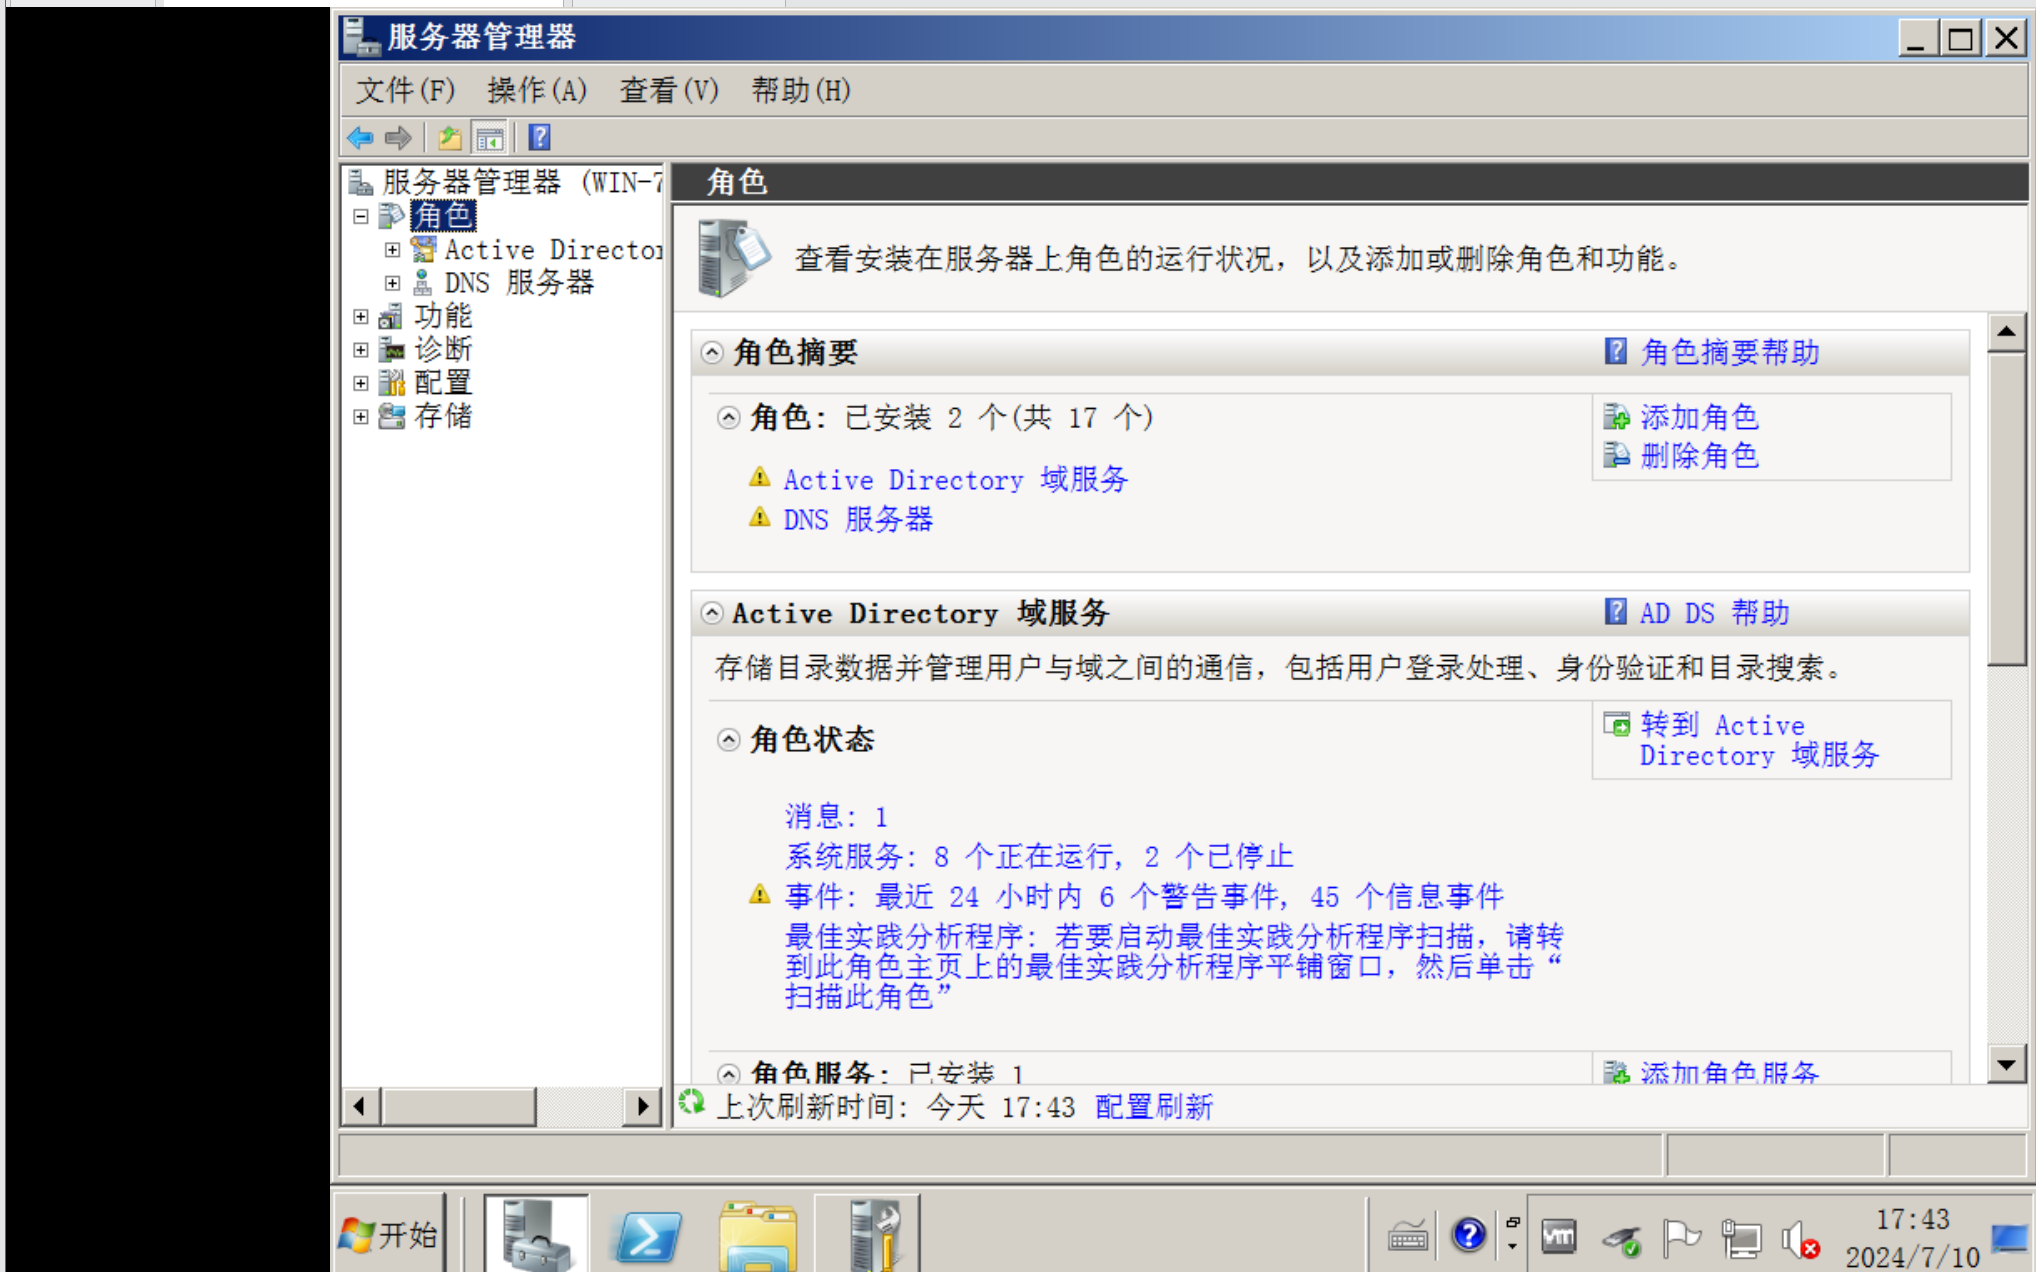 服务器管理器
文件(F) 操作(A) 查看(V) 帮助(H)
服务器管理器 (WIN-7
角色
Active Director
DNS 服务器
功能
诊断
配置
存储
角色
查看安装在服务器上角色的运行状况，以及添加或删除角色和功能。
角色摘要
角色摘要帮助
角色: 已安装 2 个(共 17 个)
添加角色
删除角色
Active Directory 域服务
DNS 服务器
Active Directory 域服务
AD DS 帮助
存储目录数据并管理用户与域之间的通信，包括用户登录处理、身份验证和目录搜索。
角色状态
转到 Active
Directory 域服务
消息: 1
系统服务: 8 个正在运行, 2 个已停止
事件: 最近 24 小时内 6 个警告事件, 45 个信息事件
最佳实践分析程序: 若要启动最佳实践分析程序扫描，请转
到此角色主页上的最佳实践分析程序平铺窗口，然后单击“
扫描此角色”
角色服务: 已安装 1
添加角色服务
上次刷新时间: 今天 17:43 配置刷新
开始
17:43
2024/7/10